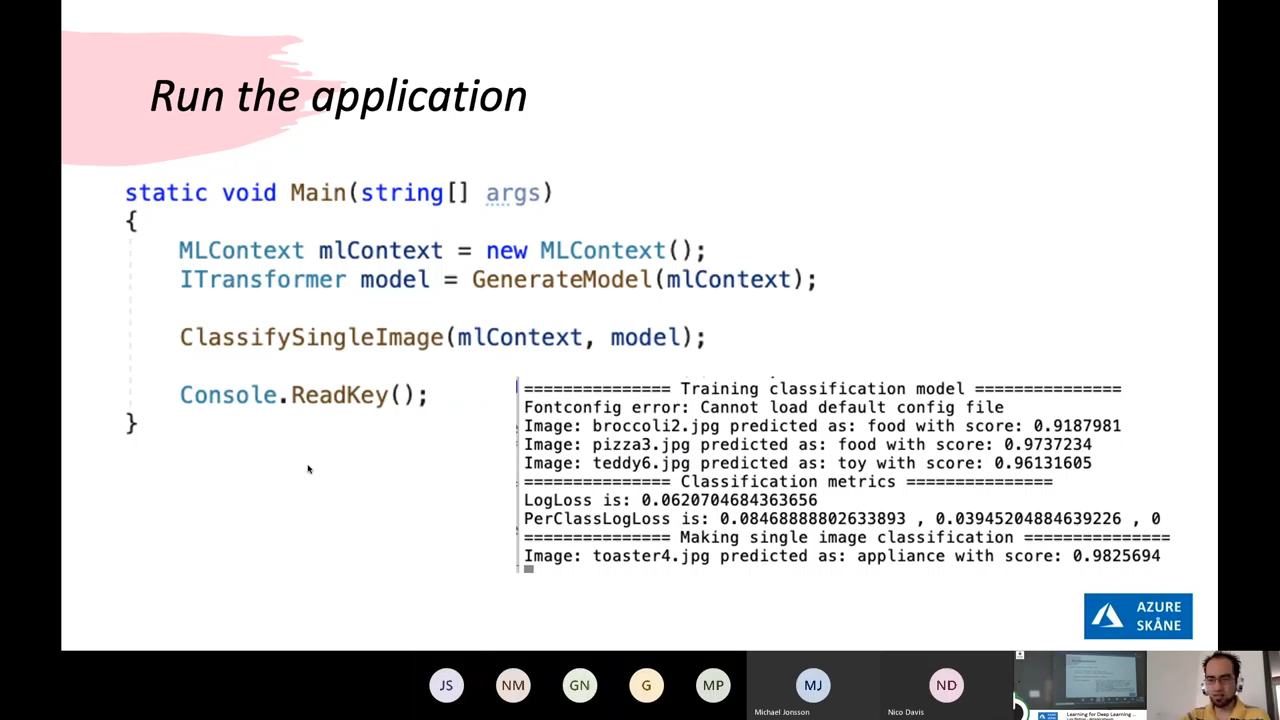 Run the application
static void Main(string[] args)
{
MLContext mlContext = new MLContext();
ITransformer model = GenerateModel(mlContext);
ClassifySingleImage(mlContext, model);
Console.ReadKey();
}
=============== Training classification model ===============
Fontconfig error: Cannot load default config file
Image: broccoli2.jpg predicted as: food with score: 0.9187981
Image: pizza3.jpg predicted as: food with score: 0.9737234
Image: teddy6.jpg predicted as: toy with score: 0.96131605
=============== Classification metrics ===============
LogLoss is: 0.0620704684363656
PerClassLogLoss is: 0.08468888802633893 , 0.03945204884639226 , 0
=============== Making single image classification ===============
Image: toaster4.jpg predicted as: appliance with score: 0.9825694
AZURE
SKÅNE
JS
NM
GN
G
MP
MJ
ND
Michael Jonsson
Nico Davis
Learning for Deep Learning ...